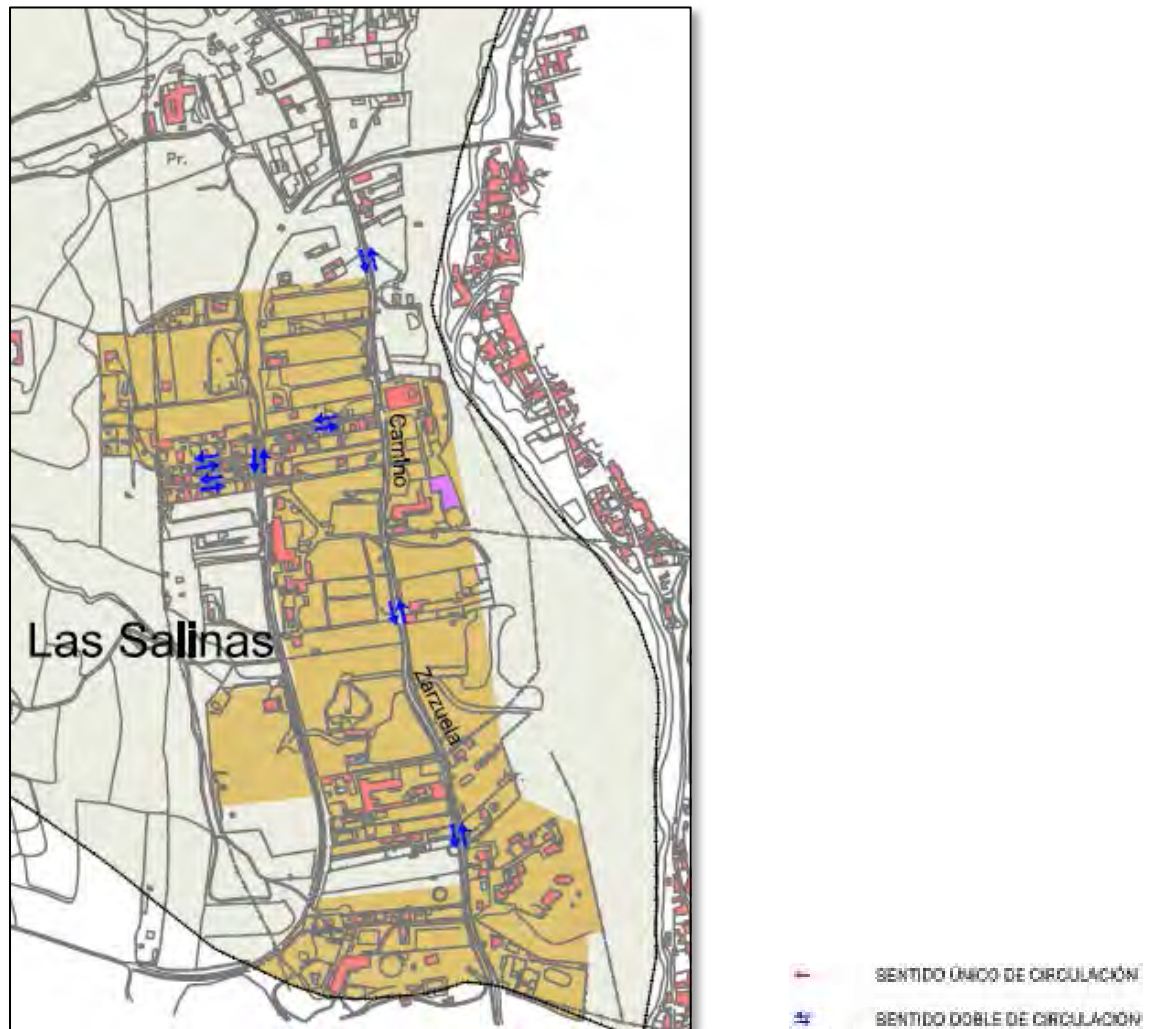 Pr.
Camino
Las Salinas
Zarzuela
SENTIDO ÚNICO DE CIRCULACIÓN
SENTIDO DOBLE DE CIRCULACIÓN